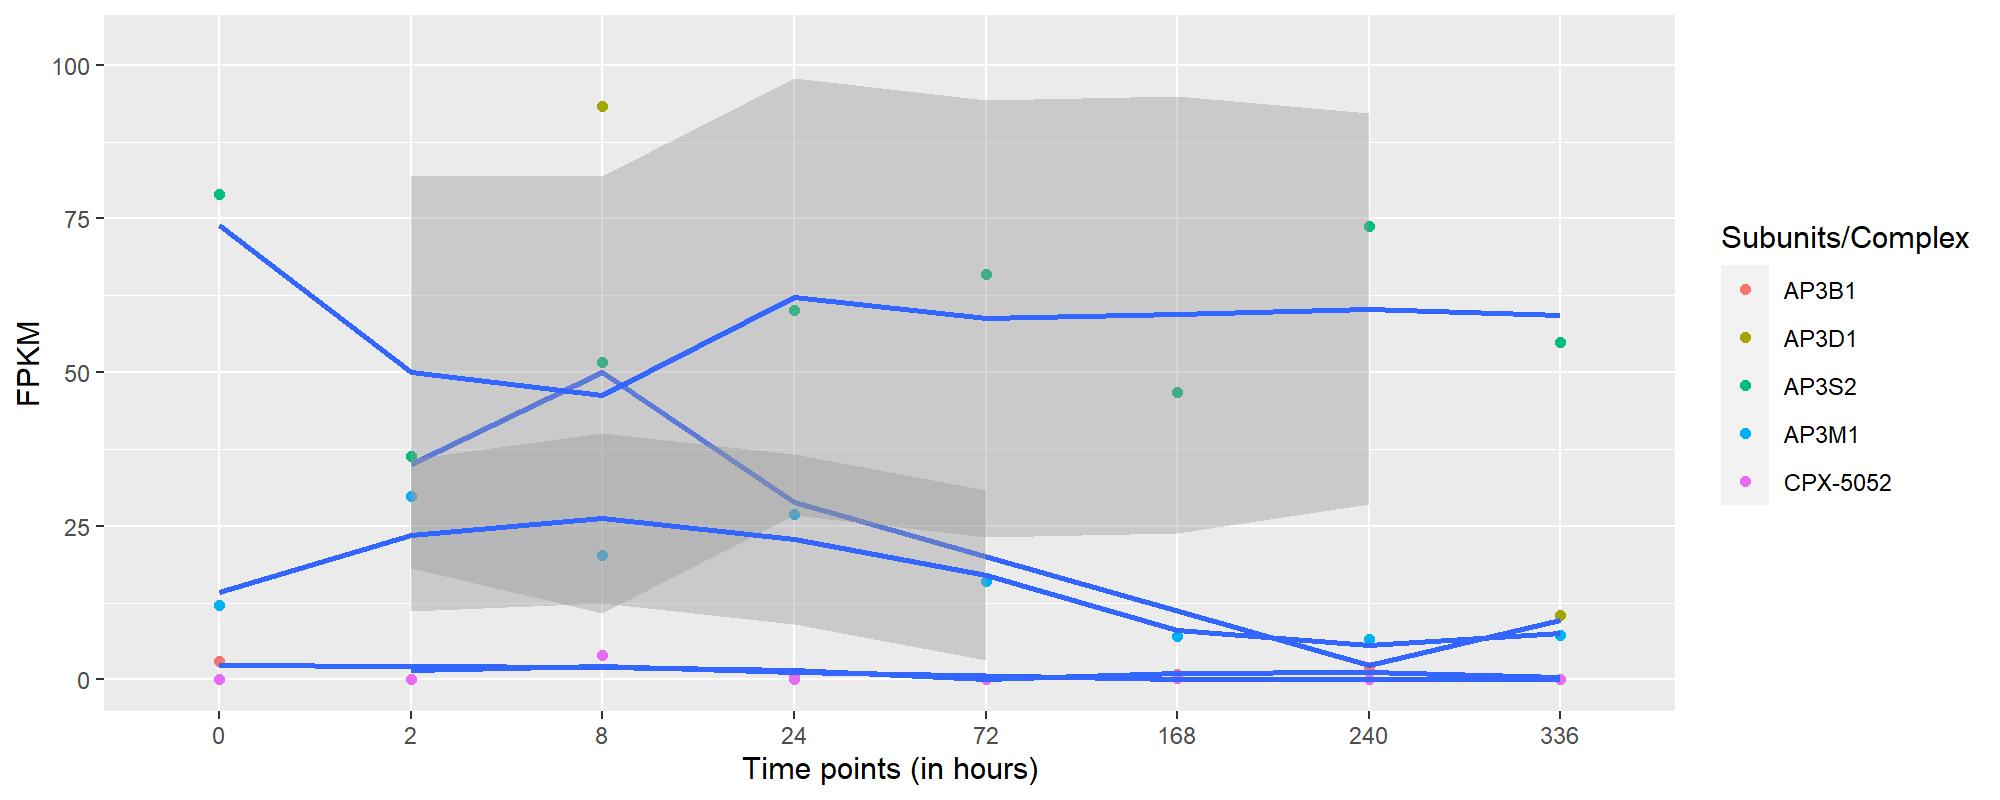 FPKM
100
75
50
25
0
0 2 8 24 72 168 240 336
Time points (in hours)
Subunits/Complex
AP3B1
AP3D1
AP3S2
AP3M1
CPX-5052